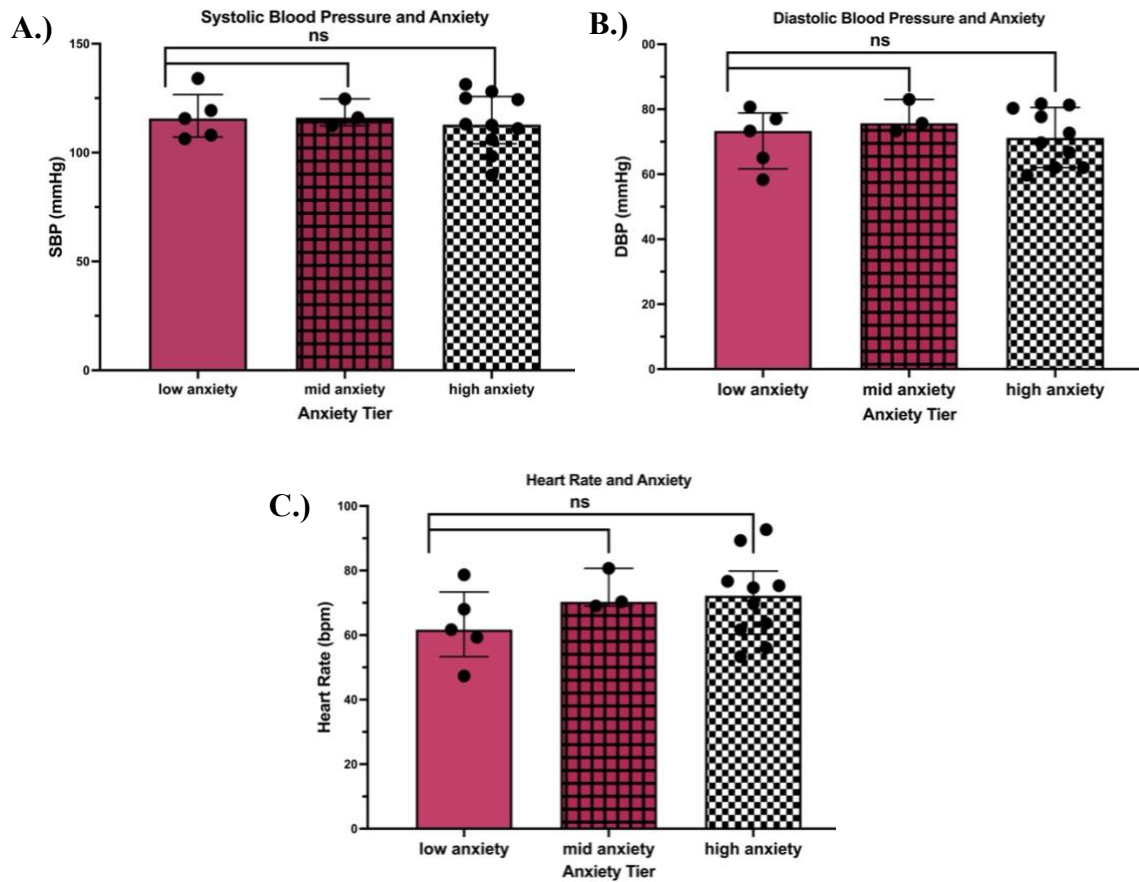 A.)
Systolic Blood Pressure and Anxiety
ns
150
100
50
0
SBP (mmHg)
low anxiety mid anxiety high anxiety
Anxiety Tier
B.)
Diastolic Blood Pressure and Anxiety
ns
00
80
60
40
20
0
DBP (mmHg)
low anxiety mid anxiety high anxiety
Anxiety Tier
C.)
Heart Rate and Anxiety
ns
100
80
60
40
20
0
Heart Rate (bpm)
low anxiety mid anxiety high anxiety
Anxiety Tier